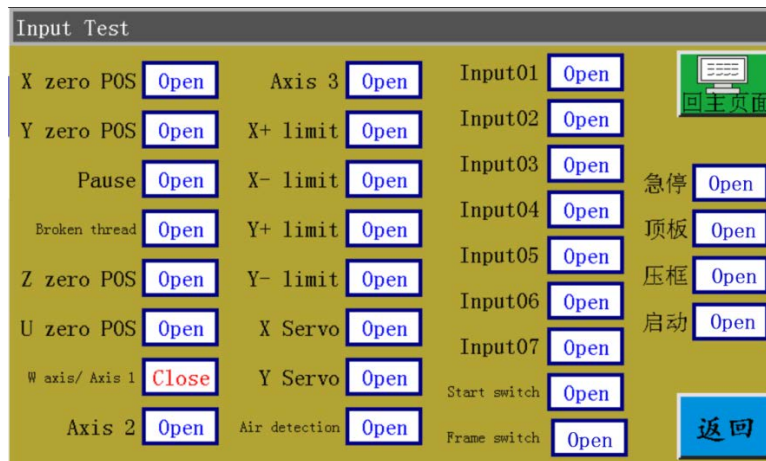 Input Test
X zero POS Open
Y zero POS Open
Pause Open
Broken thread Open
Z zero POS Open
U zero POS Open
W axis/ Axis 1 Close
Axis 2 Open
Axis 3 Open
X+ limit Open
X- limit Open
Y+ limit Open
Y- limit Open
X Servo Open
Y Servo Open
Air detection Open
Input01 Open
Input02 Open
Input03 Open
Input04 Open
Input05 Open
Input06 Open
Input07 Open
Start switch Open
Frame switch Open
回主页面
急停 Open
顶板 Open
压框 Open
启动 Open
返回